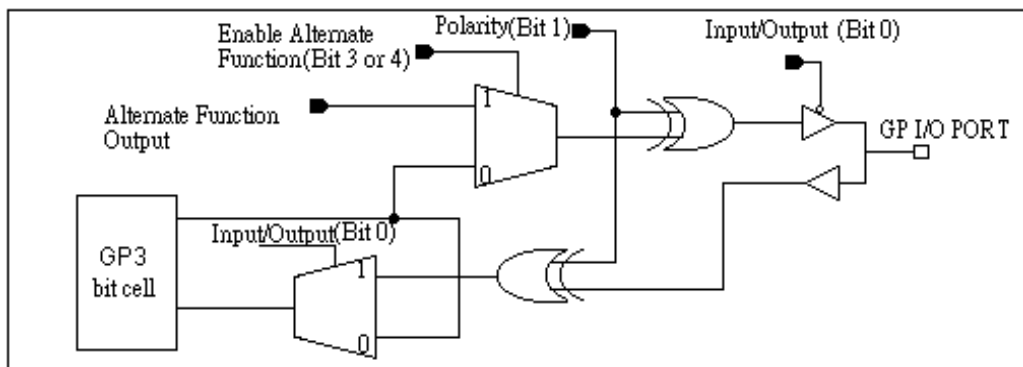 Enable Alternate
Function(Bit 3 or 4)
Polarity(Bit 1)
Input/Output (Bit 0)
Alternate Function
Output
1
0
GP I/O PORT
GP3
bit cell
Input/Output(Bit 0)
1
0